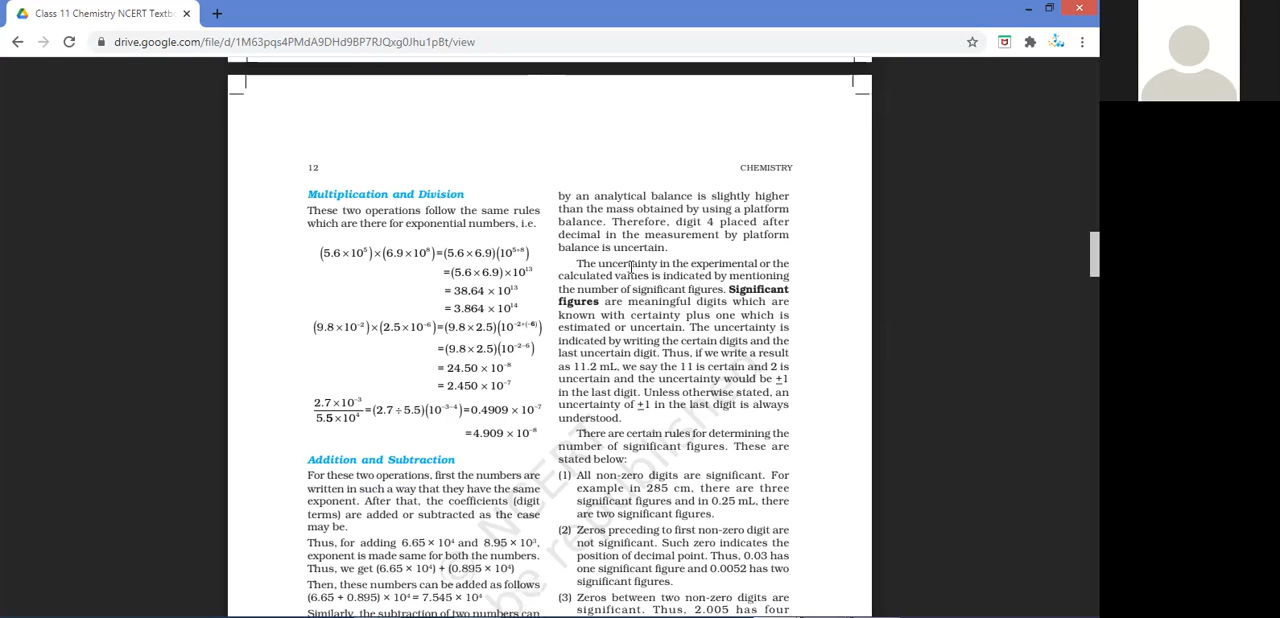 Class 11 Chemistry NCERT Textbo
drive.google.com/file/d/1M63pqs4PMdA9DHd9BP7RJQxg0Jhu1pBt/view
12
CHEMISTRY
Multiplication and Division
These two operations follow the same rules
which are there for exponential numbers, i.e.
(5.6×10⁵)×(6.9×10⁸)=(5.6×6.9)(10⁵⁺⁸)
=(5.6×6.9)×10¹³
= 38.64 × 10¹³
= 3.864 × 10¹⁴
(9.8×10⁻²)×(2.5×10⁻⁶)=(9.8×2.5)(10⁻²⁺⁽⁻⁶⁾)
=(9.8×2.5)(10⁻²⁻⁶)
= 24.50 × 10⁻⁸
= 2.450 × 10⁻⁷
2.7×10⁻³
5.5×10⁴
=(2.7÷5.5)(10⁻³⁻⁴)=0.4909 × 10⁻⁷
=4.909 × 10⁻⁸
Addition and Subtraction
For these two operations, first the numbers are
written in such a way that they have the same
exponent. After that, the coefficients (digit
terms) are added or subtracted as the case
may be.
Thus, for adding 6.65 × 10⁴ and 8.95 × 10³,
exponent is made same for both the numbers.
Thus, we get (6.65 × 10⁴) + (0.895 × 10⁴)
Then, these numbers can be added as follows
(6.65 + 0.895) × 10⁴ = 7.545 × 10⁴
Similarly, the subtraction of two numbers can
by an analytical balance is slightly higher
than the mass obtained by using a platform
balance. Therefore, digit 4 placed after
decimal in the measurement by platform
balance is uncertain.
The uncertainty in the experimental or the
calculated values is indicated by mentioning
the number of significant figures. Significant
figures are meaningful digits which are
known with certainty plus one which is
estimated or uncertain. The uncertainty is
indicated by writing the certain digits and the
last uncertain digit. Thus, if we write a result
as 11.2 mL, we say the 11 is certain and 2 is
uncertain and the uncertainty would be ±1
in the last digit. Unless otherwise stated, an
uncertainty of ±1 in the last digit is always
understood.
There are certain rules for determining the
number of significant figures. These are
stated below:
(1) All non-zero digits are significant. For
example in 285 cm, there are three
significant figures and in 0.25 mL, there
are two significant figures.
(2) Zeros preceding to first non-zero digit are
not significant. Such zero indicates the
position of decimal point. Thus, 0.03 has
one significant figure and 0.0052 has two
significant figures.
(3) Zeros between two non-zero digits are
significant. Thus, 2.005 has four
© NCERT
be republished